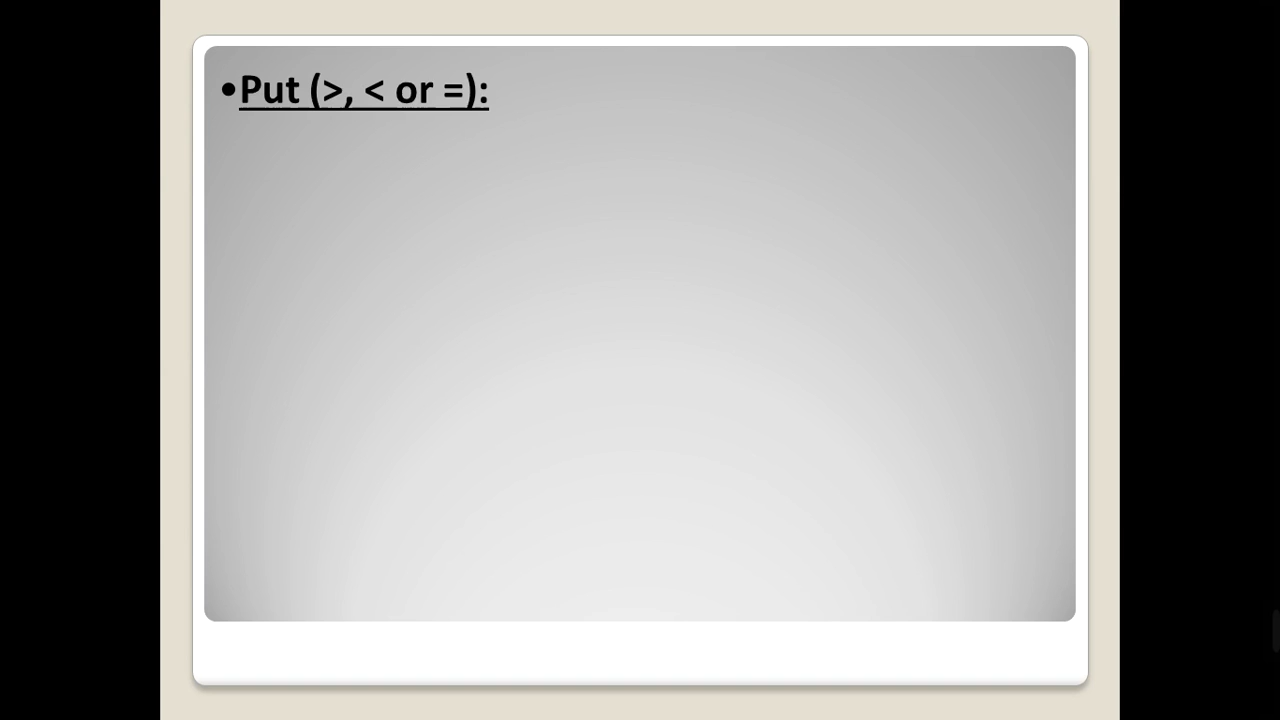 •Put (>, < or =):